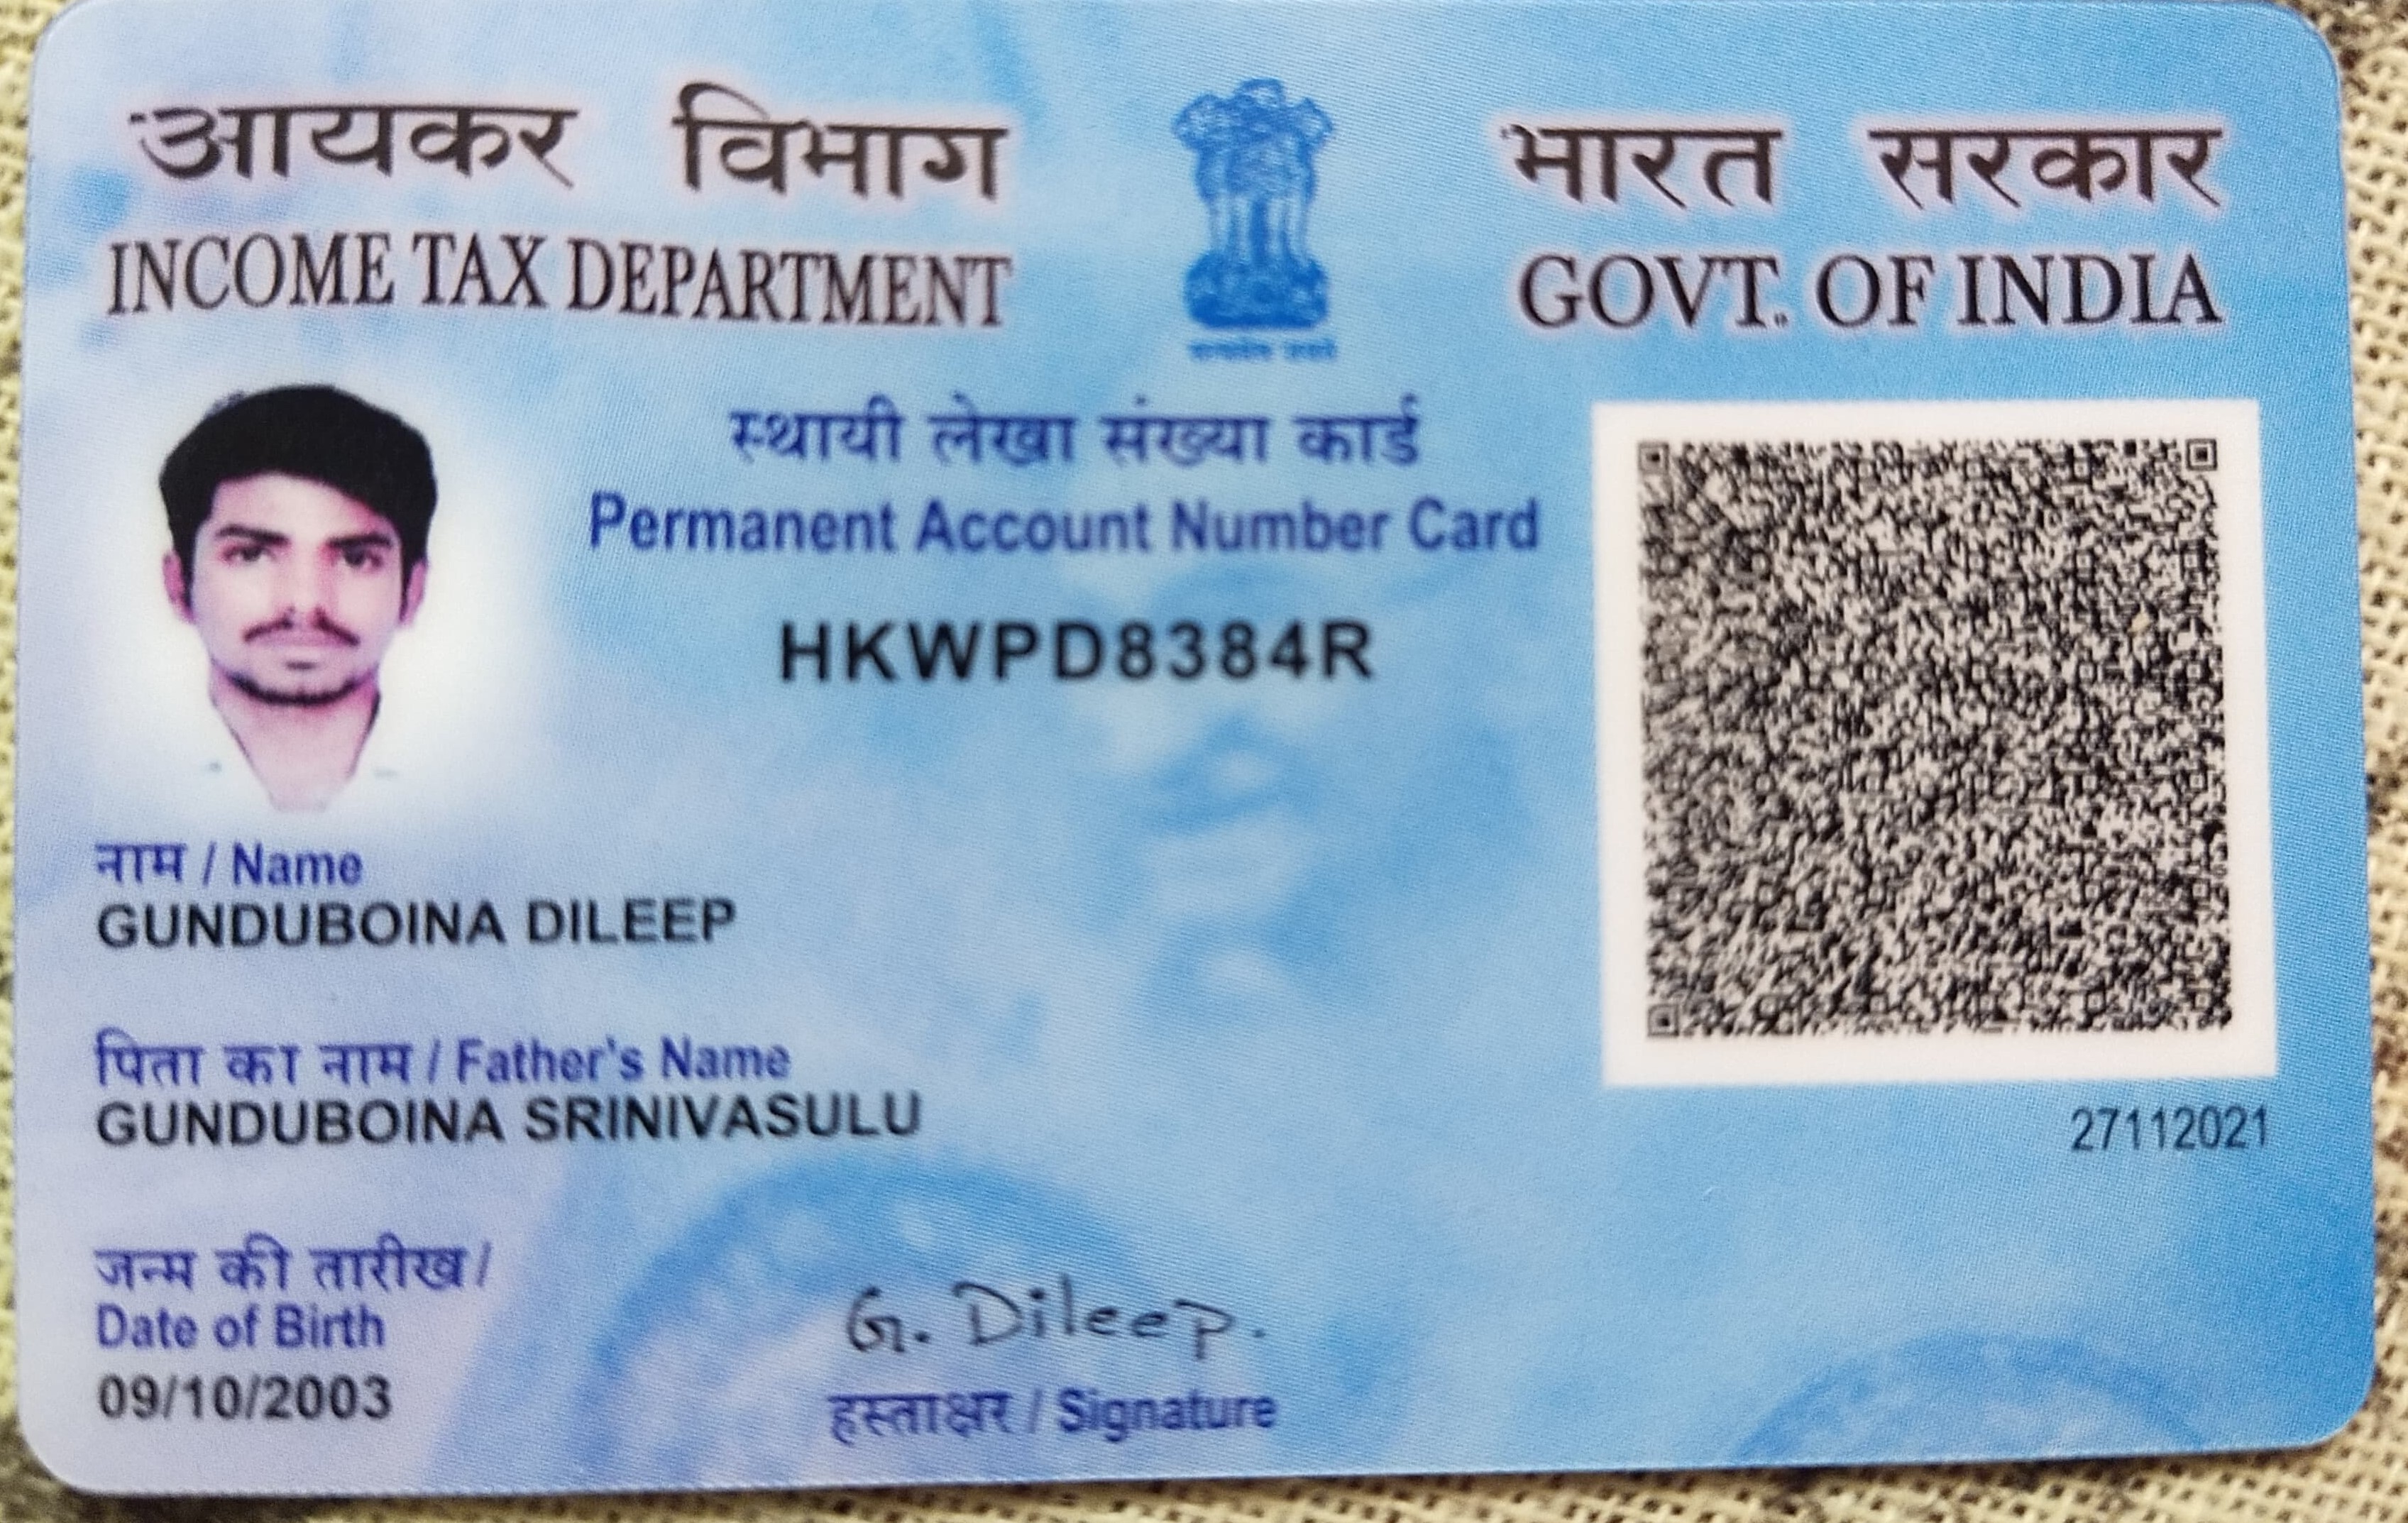 आयकर विभाग
INCOME TAX DEPARTMENT
भारत सरकार
GOVT. OF INDIA
सत्यमेव जयते
स्थायी लेखा संख्या कार्ड
Permanent Account Number Card
HKWPD8384R
नाम / Name
GUNDUBOINA DILEEP
पिता का नाम / Father's Name
GUNDUBOINA SRINIVASULU
27112021
जन्म की तारीख /
Date of Birth
09/10/2003
G. Dileep.
हस्ताक्षर / Signature